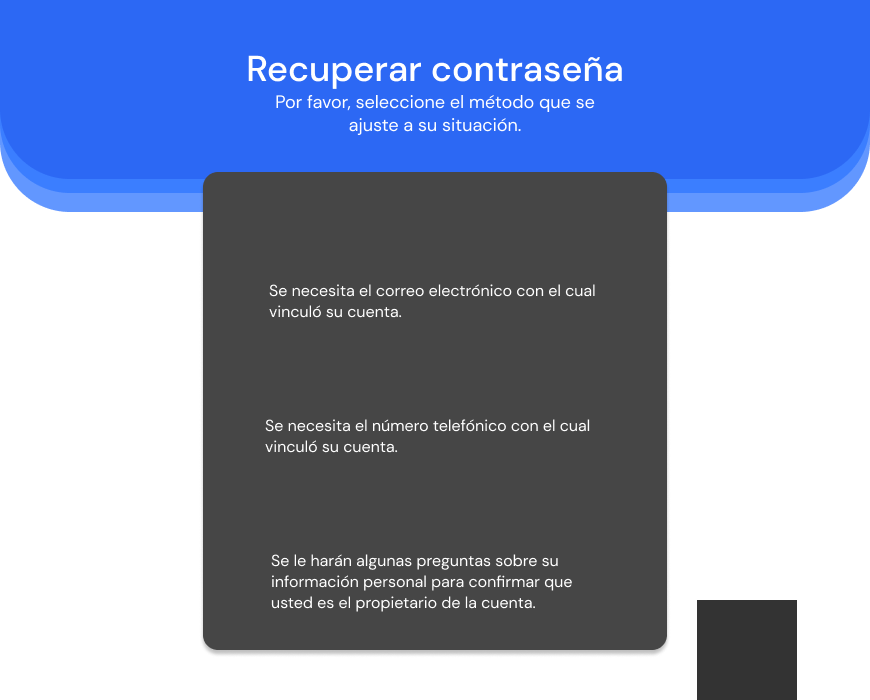 Recuperar contraseña
Por favor, seleccione el método que se
ajuste a su situación.
Se necesita el correo electrónico con el cual
vinculó su cuenta.
Se necesita el número telefónico con el cual
vinculó su cuenta.
Se le harán algunas preguntas sobre su
información personal para confirmar que
usted es el propietario de la cuenta.